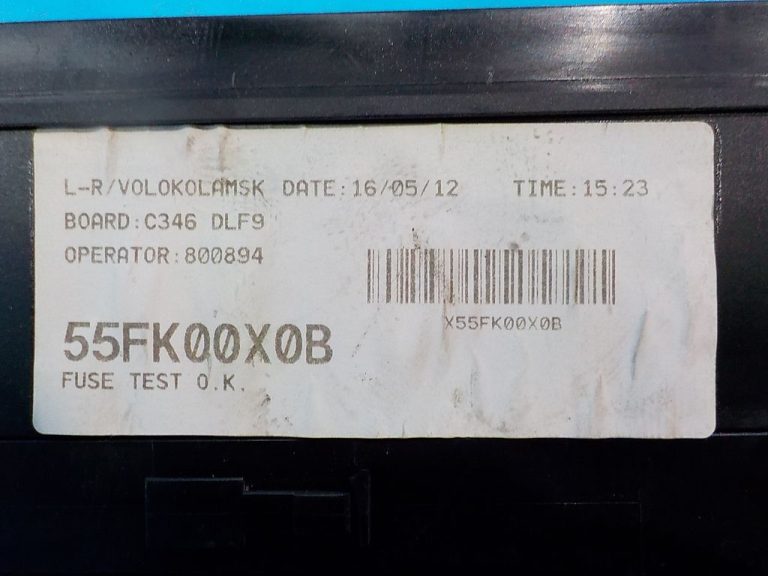 L-R/VOLOKOLAMSK DATE:16/05/12 TIME:15:23
BOARD:C346 DLF9
OPERATOR:800894
X55FK00X0B
55FK00X0B
FUSE TEST O.K.